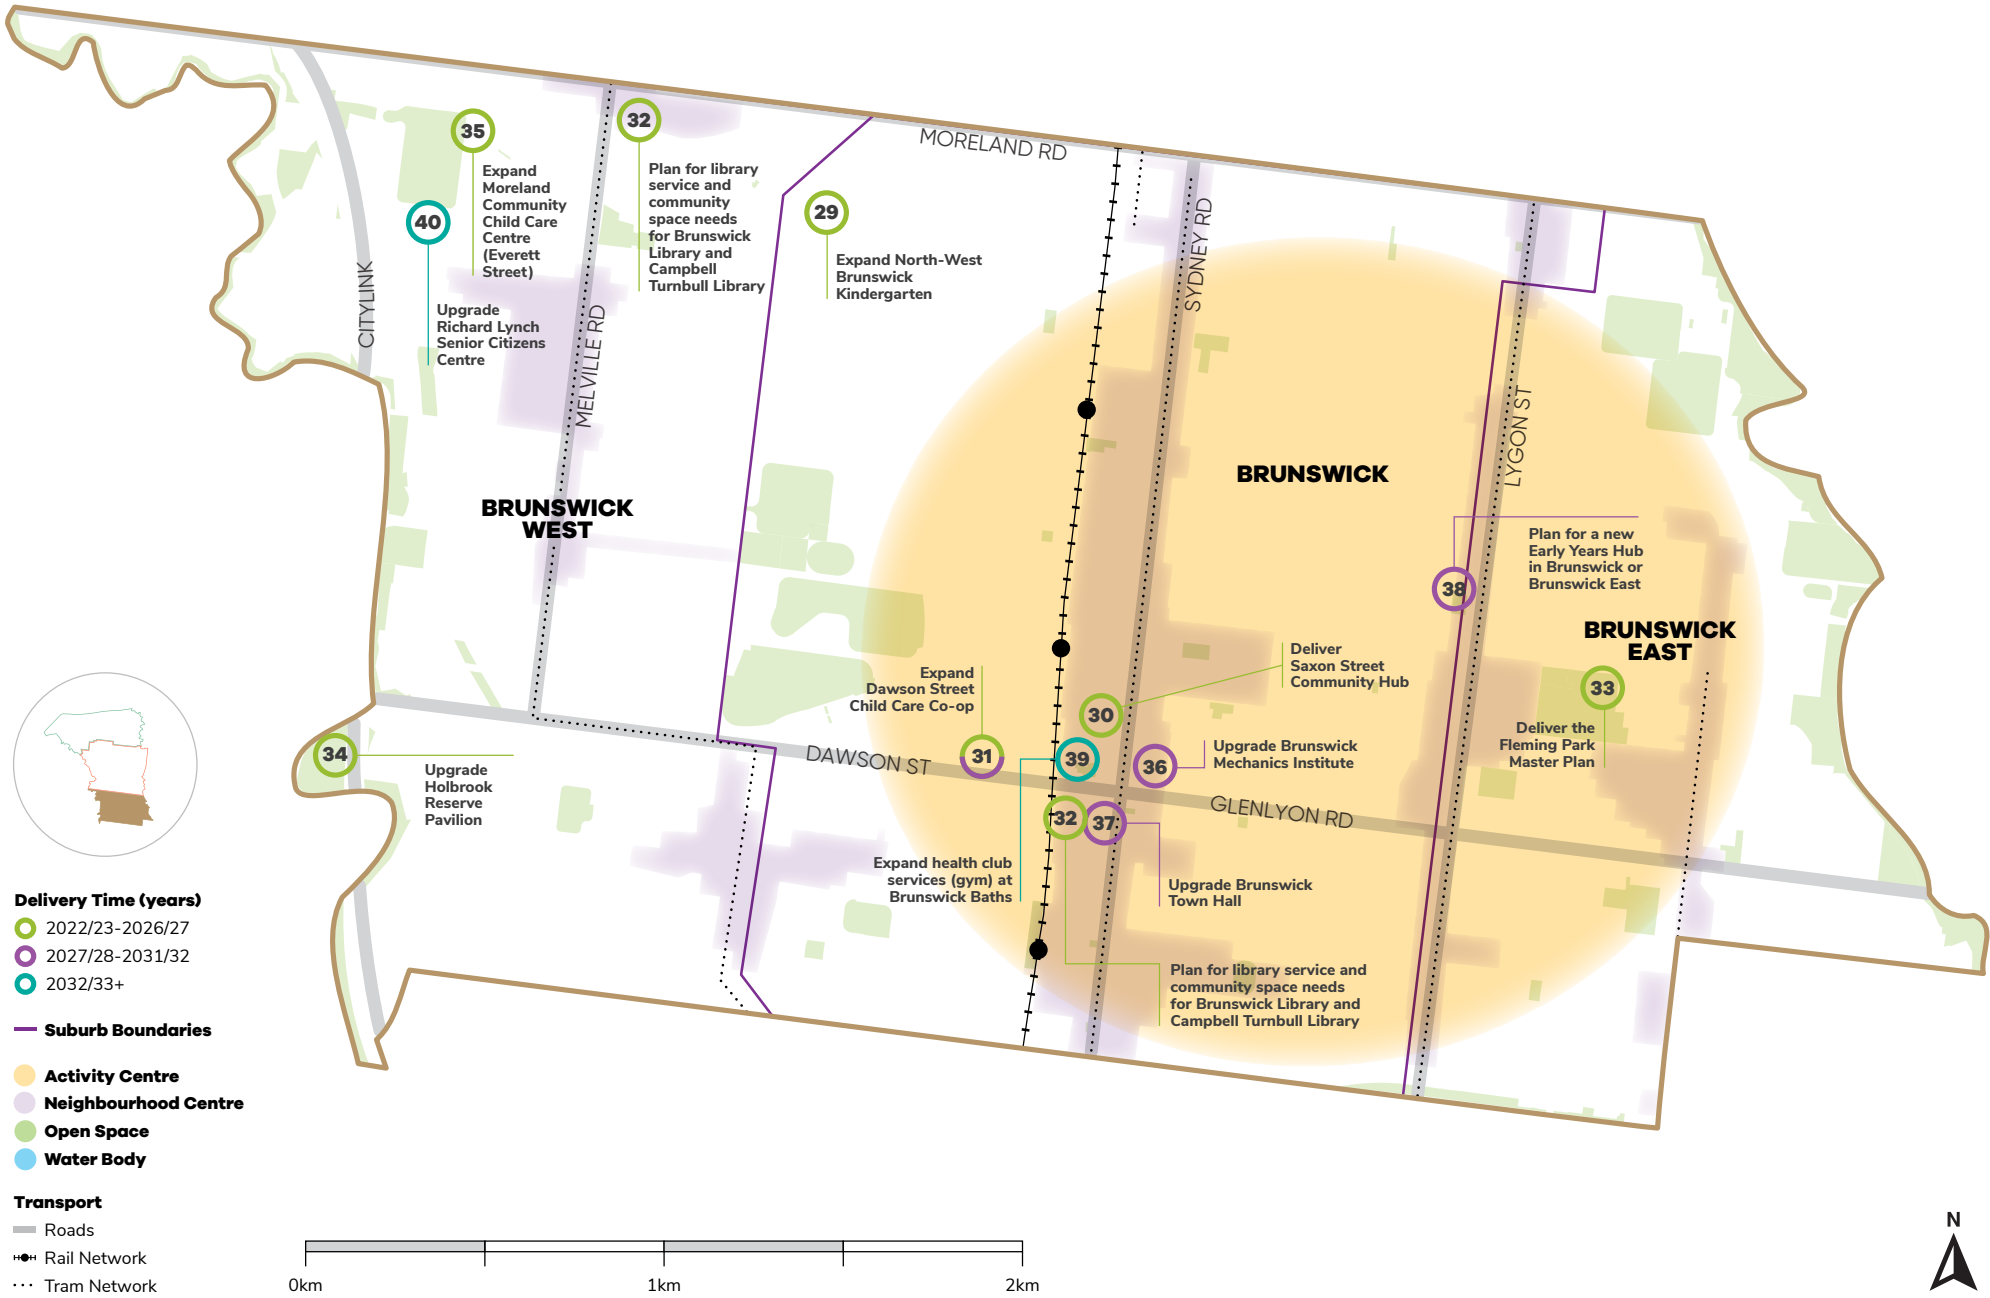 MORELAND RD
35
Expand
Moreland
Community
Child Care
Centre
(Everett
Street)
32
Plan for library
service and
community
space needs
for Brunswick
Library and
Campbell
Turnbull Library
29
Expand North-West
Brunswick
Kindergarten
40
Upgrade
Richard Lynch
Senior Citizens
Centre
CITYLINK
MELVILLE RD
SYDNEY RD
LYGON ST
BRUNSWICK
WEST
BRUNSWICK
Plan for a new
Early Years Hub
in Brunswick or
Brunswick East
38
BRUNSWICK
EAST
33
Deliver the
Fleming Park
Master Plan
Deliver
Saxon Street
Community Hub
30
Expand
Dawson Street
Child Care Co-op
31
39
36
Upgrade Brunswick
Mechanics Institute
DAWSON ST
GLENLYON RD
34
Upgrade
Holbrook
Reserve
Pavilion
32
37
Expand health club
services (gym) at
Brunswick Baths
Upgrade Brunswick
Town Hall
Plan for library service and
community space needs
for Brunswick Library and
Campbell Turnbull Library
Delivery Time (years)
2022/23-2026/27
2027/28-2031/32
2032/33+
Suburb Boundaries
Activity Centre
Neighbourhood Centre
Open Space
Water Body
Transport
Roads
Rail Network
Tram Network
0km
1km
2km
N